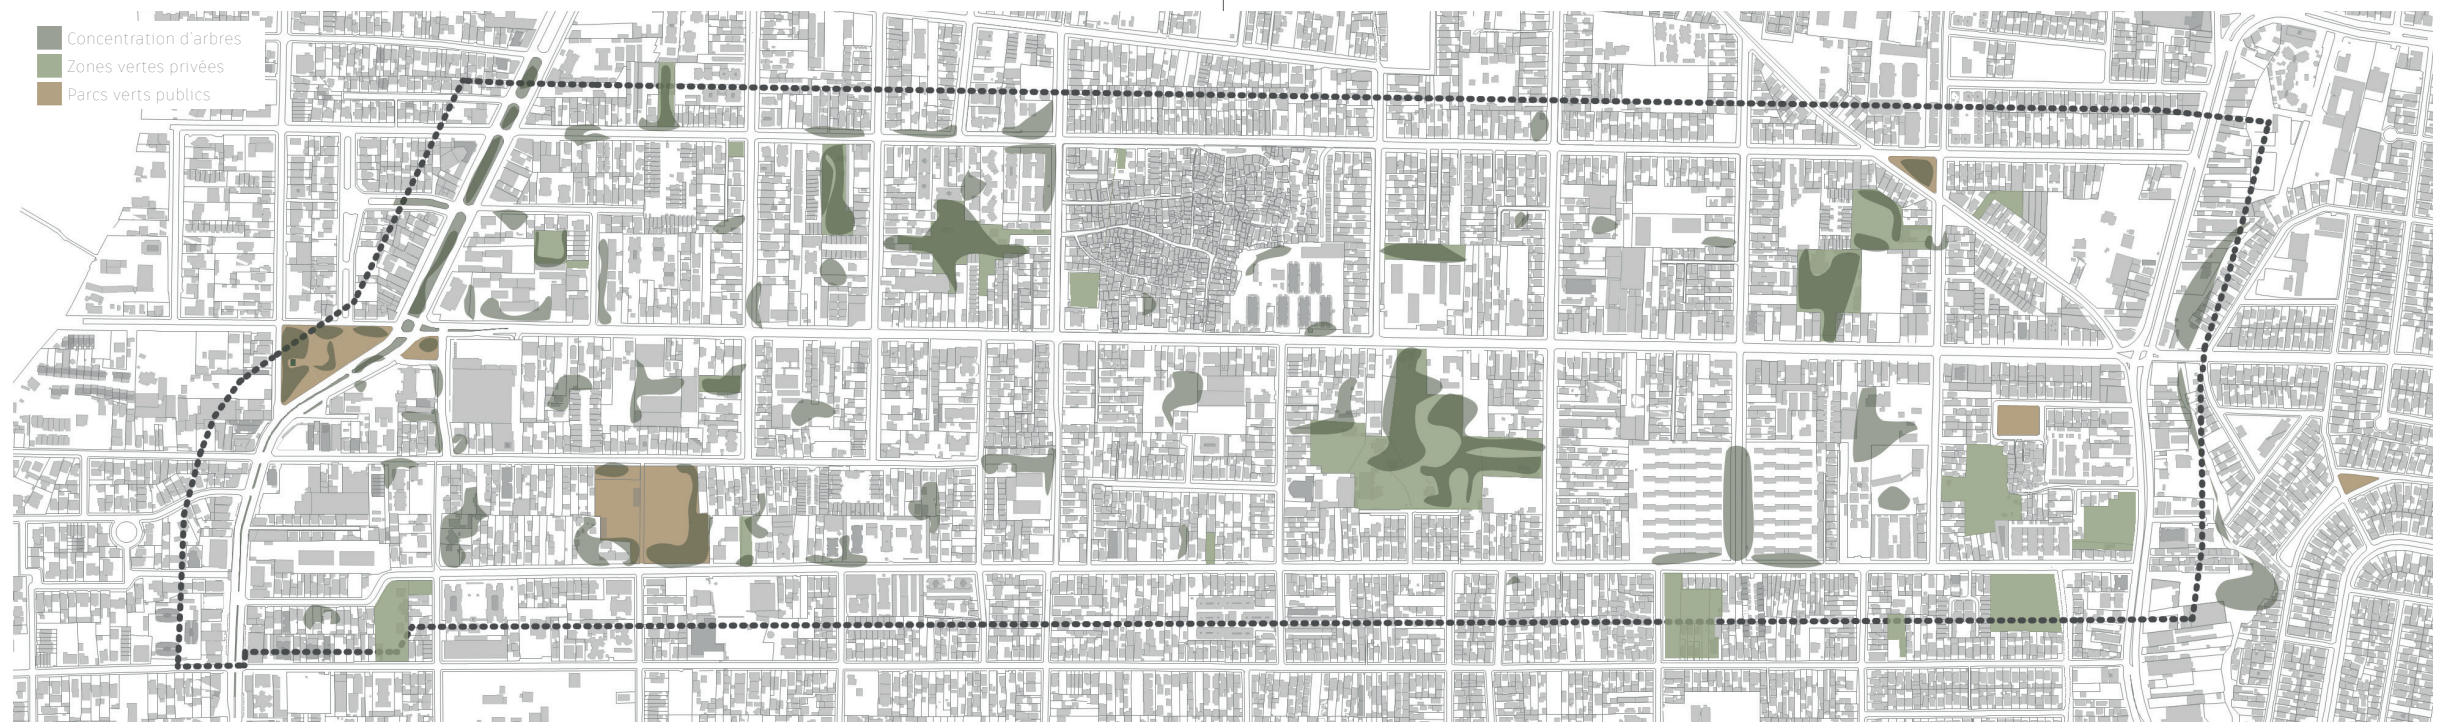 Concentration d'arbres
Zones vertes privées
Parcs verts publics